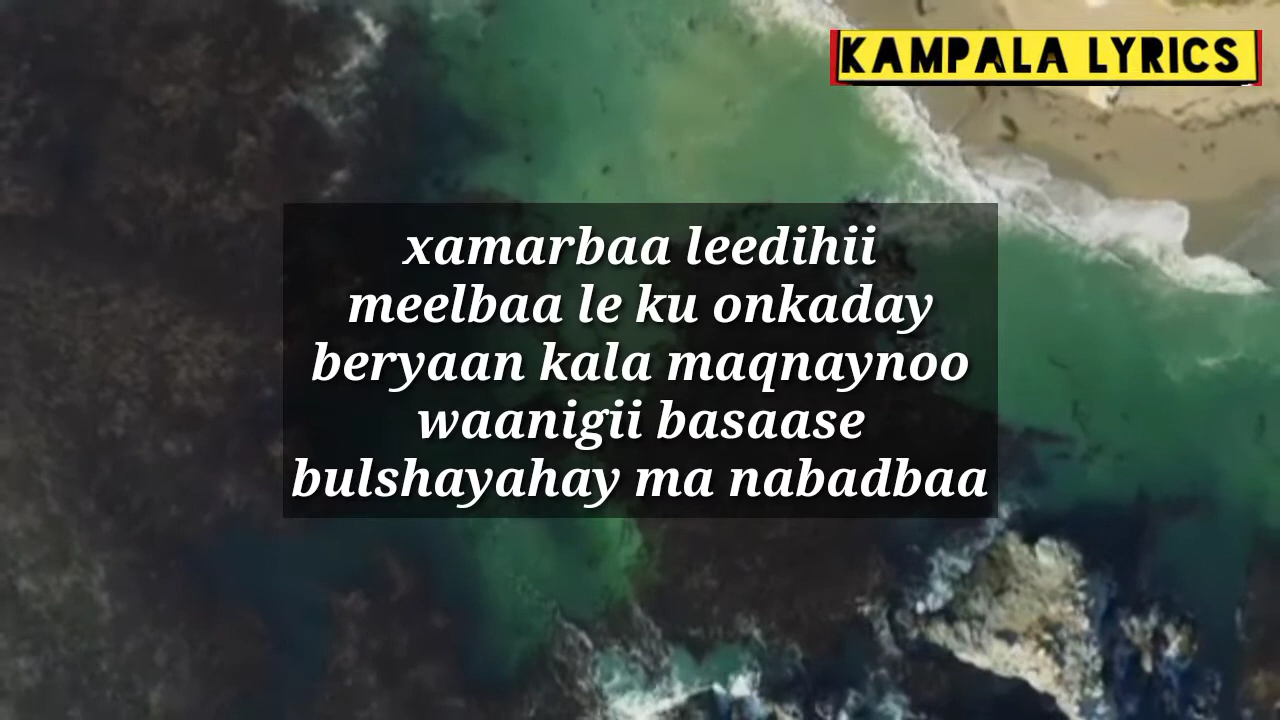 KAMPALA LYRICS
xamarbaa leedihii
meelbaa le ku onkaday
beryaan kala maqnaynoo
waanigii basaase
bulshayahay ma nabadbaa